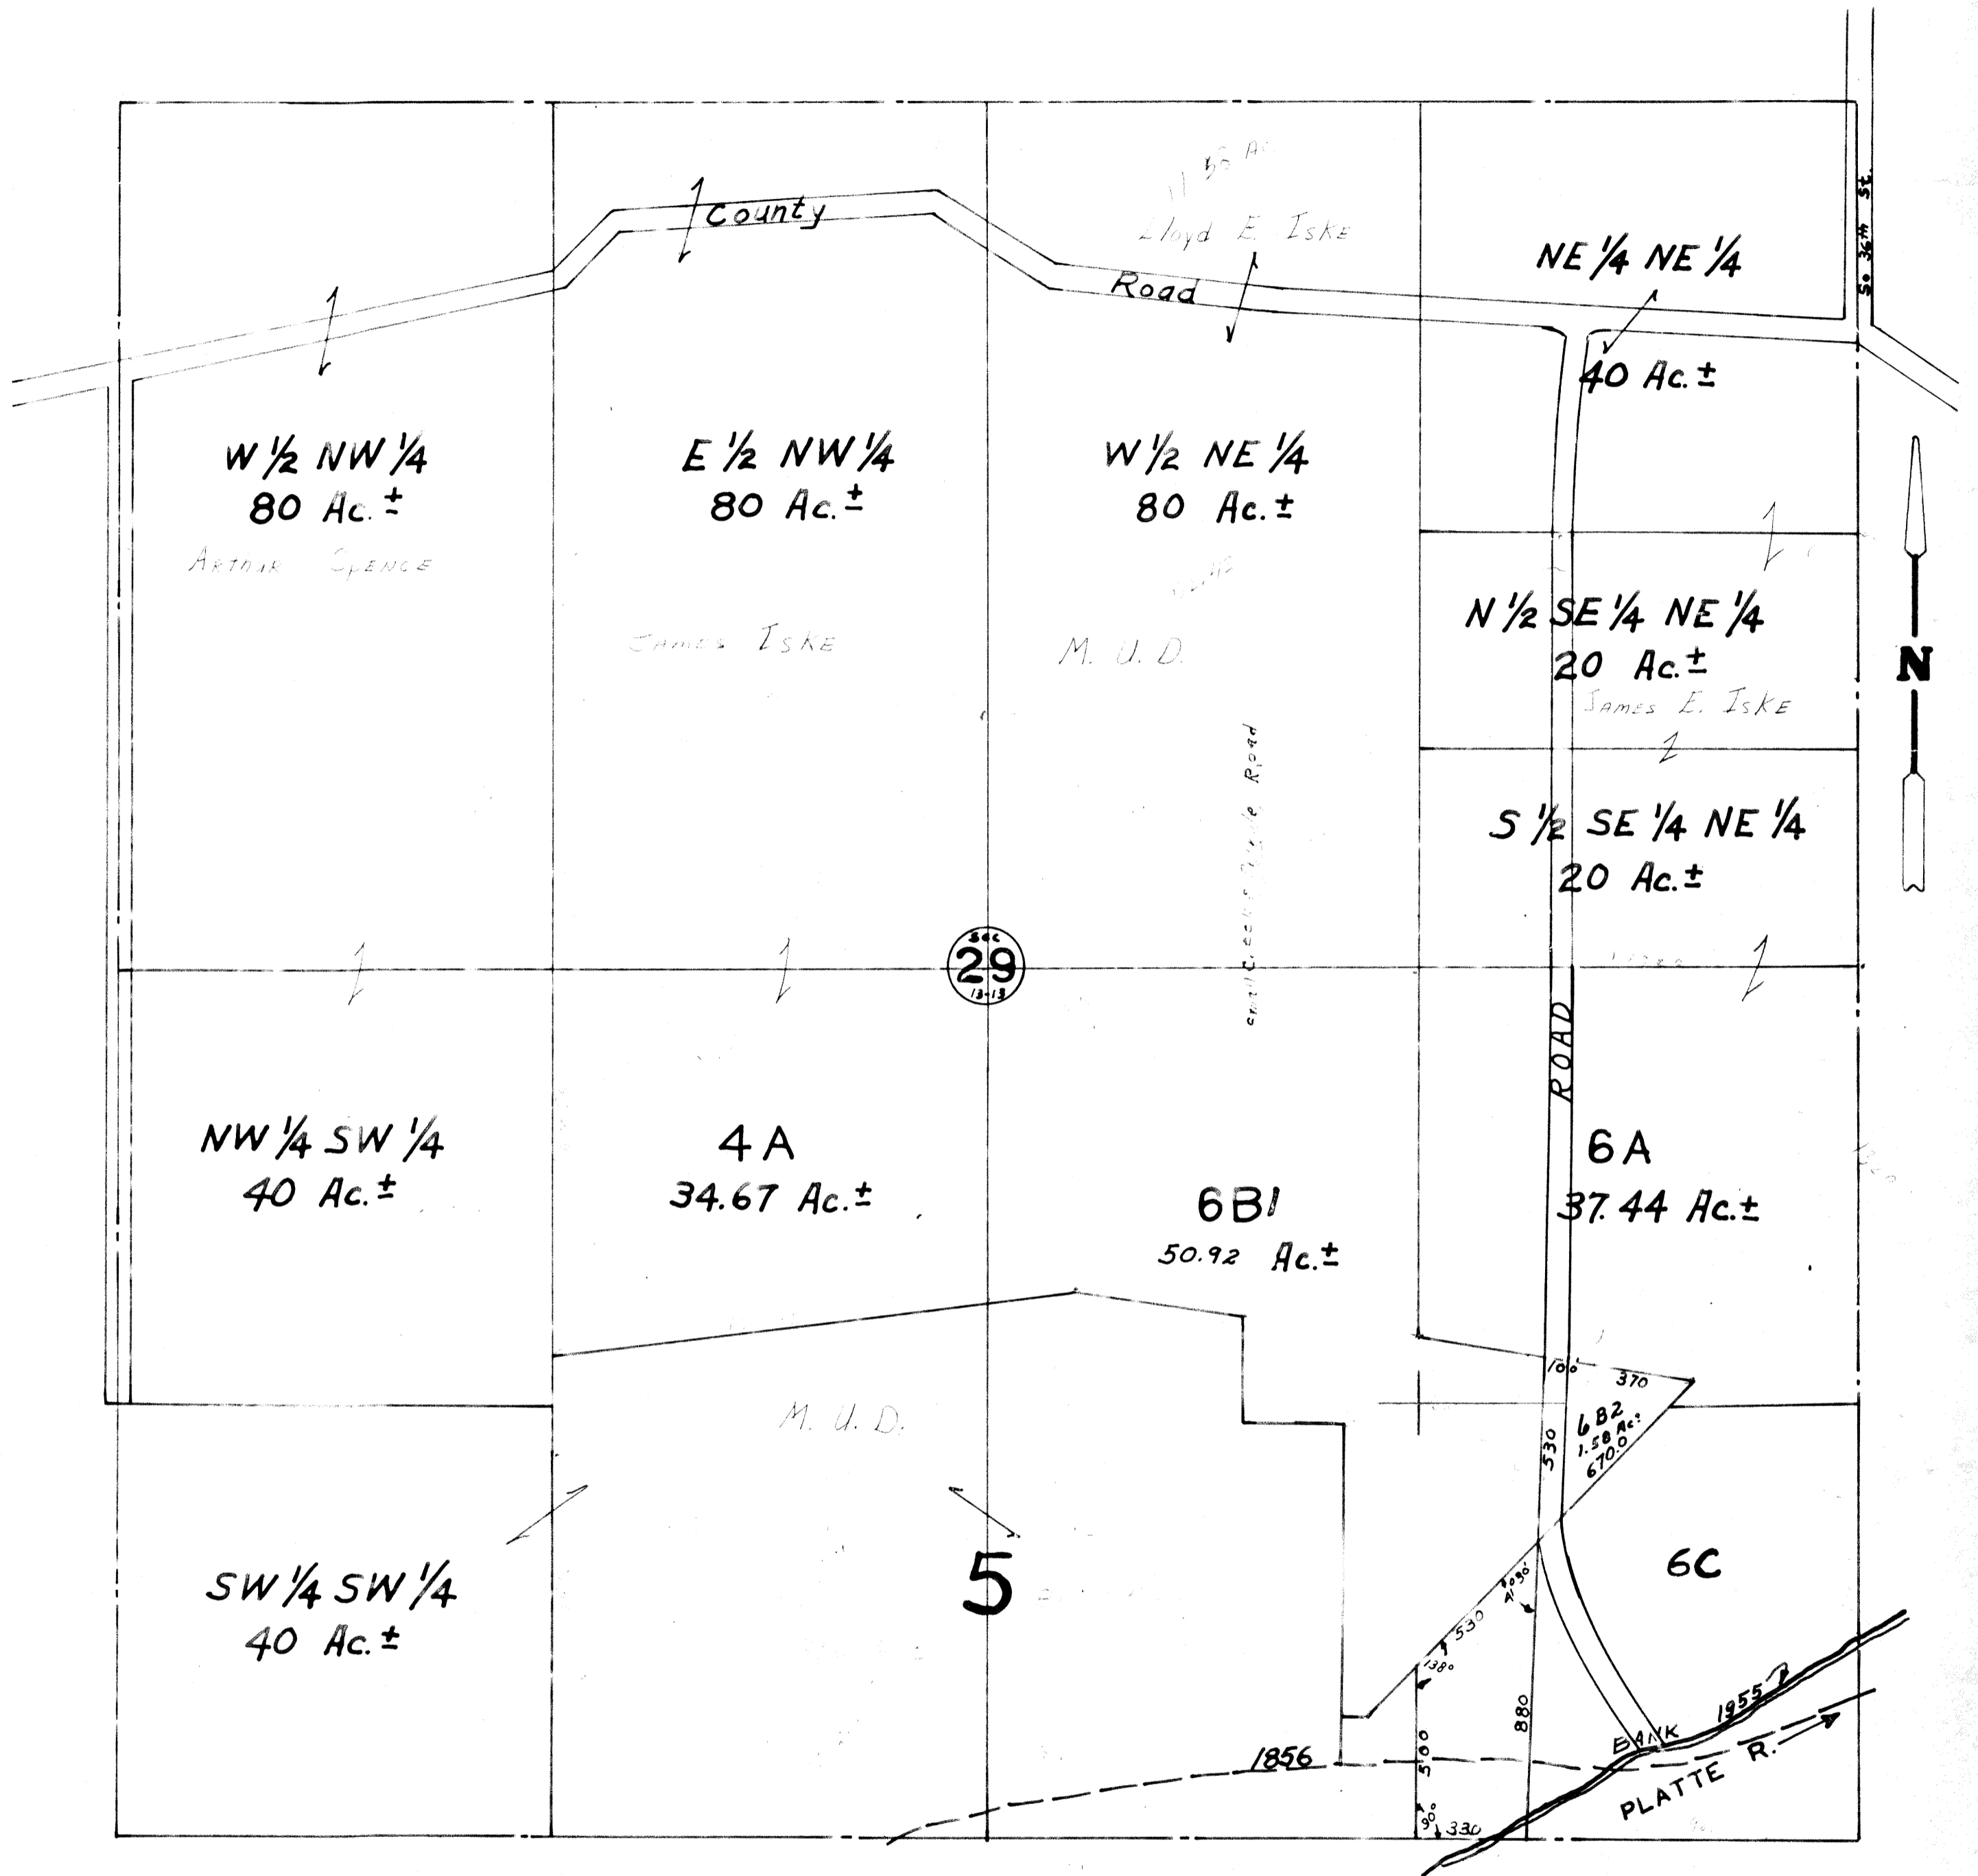 50 Ac.
Lloyd E. Iske
So 36th St.
County
Road
NE 1/4 NE 1/4
40 Ac.±
W 1/2 NW 1/4
80 Ac.±
Arthur Spence
E 1/2 NW 1/4
80 Ac.±
James Iske
W 1/2 NE 1/4
80 Ac.±
M. U. D.
N 1/2 SE 1/4 NE 1/4
20 Ac.±
James E. Iske
N
Road
S 1/2 SE 1/4 NE 1/4
20 Ac.±
Sec
29
13-13
ROAD
NW 1/4 SW 1/4
40 Ac.±
4A
34.67 Ac.±
6B1
50.92 Ac.±
6A
37.44 Ac.±
M. U. D.
100'
370
6B2
1.58 Ac.±
670.0
530
SW 1/4 SW 1/4
40 Ac.±
5
6C
41°30'
530
138°
880
500
90°
330
1856
BANK
1955
PLATTE R.